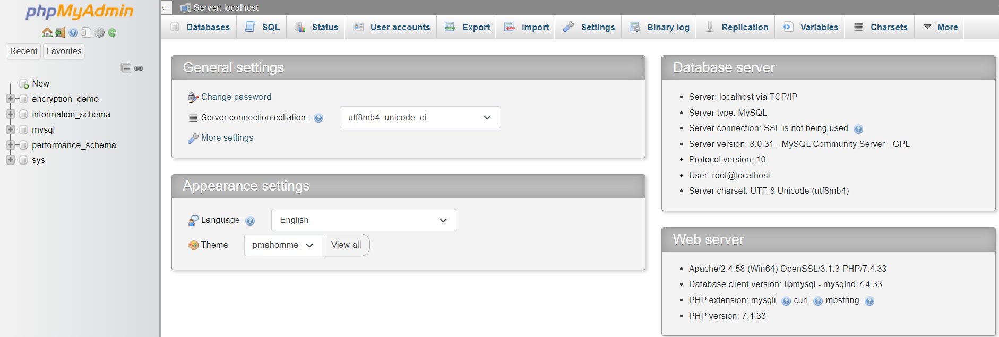 phpMyAdmin
Recent Favorites
New
encryption_demo
information_schema
mysql
performance_schema
sys
Server: localhost
Databases SQL Status User accounts Export Import Settings Binary log Replication Variables Charsets More
General settings
Change password
Server connection collation: utf8mb4_unicode_ci
More settings
Appearance settings
Language English
Theme pmahomme View all
Database server
Server: localhost via TCP/IP
Server type: MySQL
Server connection: SSL is not being used
Server version: 8.0.31 - MySQL Community Server - GPL
Protocol version: 10
User: root@localhost
Server charset: UTF-8 Unicode (utf8mb4)
Web server
Apache/2.4.58 (Win64) OpenSSL/3.1.3 PHP/7.4.33
Database client version: libmysql - mysqlnd 7.4.33
PHP extension: mysqli curl mbstring
PHP version: 7.4.33